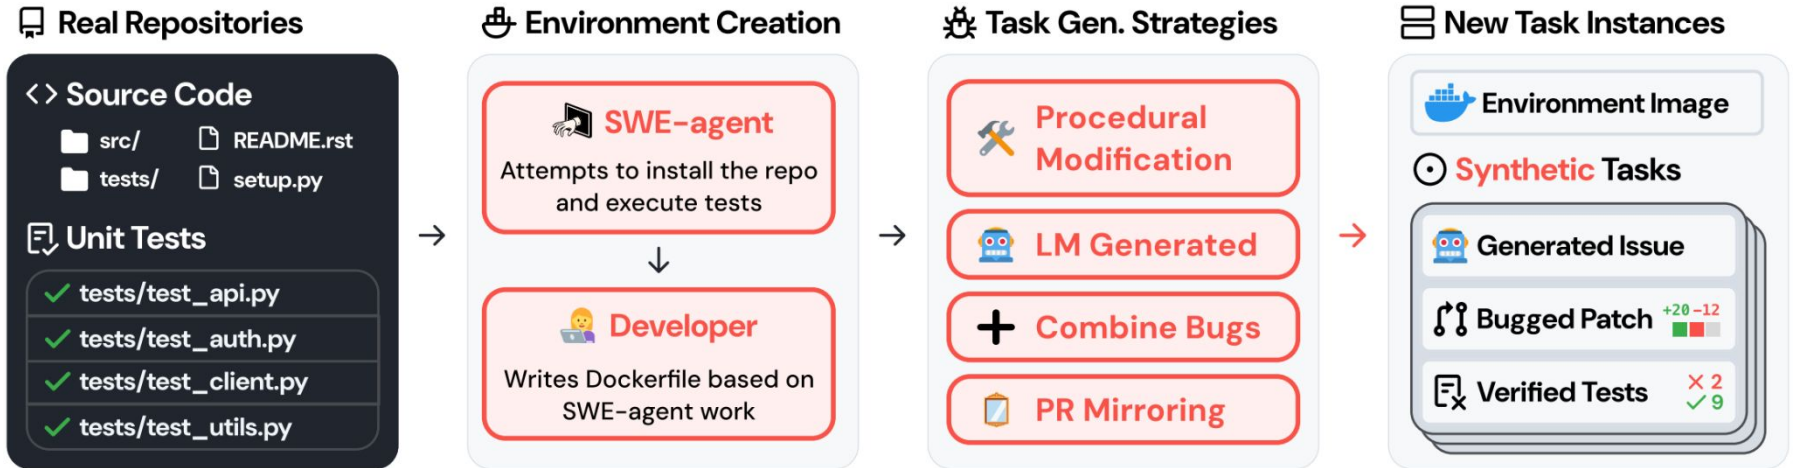 Real Repositories
Source Code
src/
README.rst
tests/
setup.py
Unit Tests
tests/test_api.py
tests/test_auth.py
tests/test_client.py
tests/test_utils.py
Environment Creation
SWE-agent
Attempts to install the repo
and execute tests
Developer
Writes Dockerfile based on
SWE-agent work
Task Gen. Strategies
Procedural
Modification
LM Generated
Combine Bugs
PR Mirroring
New Task Instances
Environment Image
Synthetic Tasks
Generated Issue
Bugged Patch +20 -12
Verified Tests
2
9